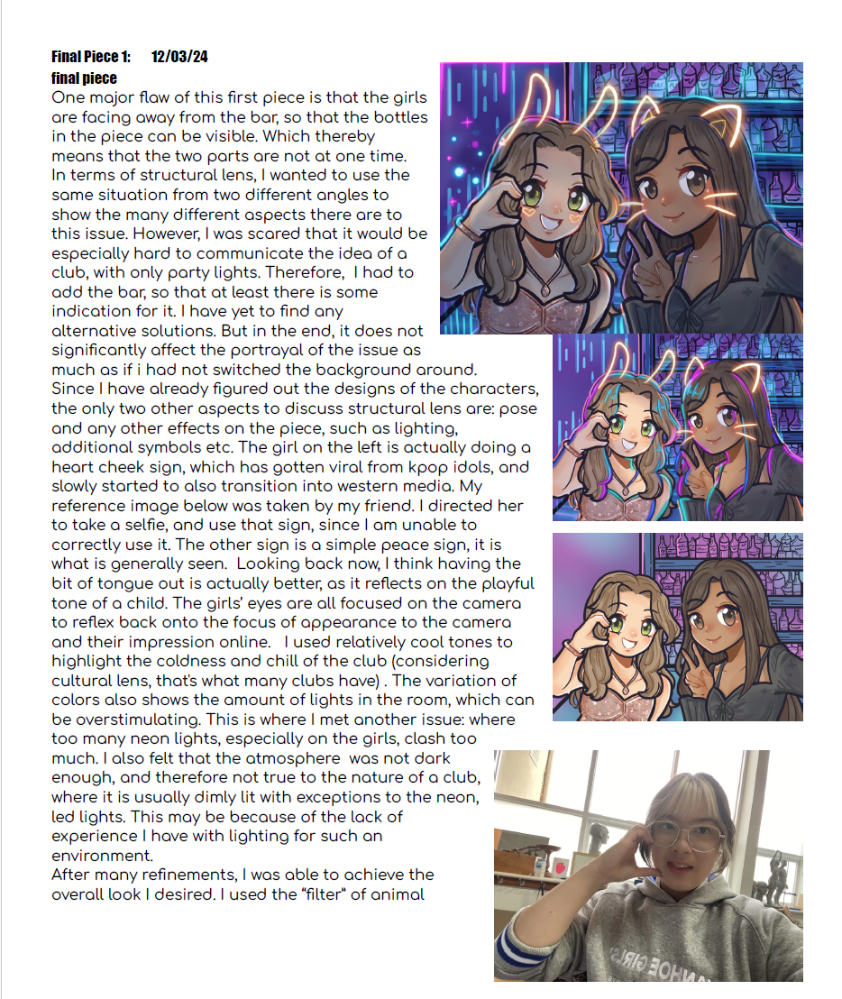 Final Piece 1: 12/03/24
final piece
One major flaw of this first piece is that the girls
are facing away from the bar, so that the bottles
in the piece can be visible. Which thereby
means that the two parts are not at one time.
In terms of structural lens, I wanted to use the
same situation from two different angles to
show the many different aspects there are to
this issue. However, I was scared that it would be
especially hard to communicate the idea of a
club, with only party lights. Therefore,  I had to
add the bar, so that at least there is some
indication for it. I have yet to find any
alternative solutions. But in the end, it does not
significantly affect the portrayal of the issue as
much as if i had not switched the background around.
Since I have already figured out the designs of the characters,
the only two other aspects to discuss structural lens are: pose
and any other effects on the piece, such as lighting,
additional symbols etc. The girl on the left is actually doing a
heart cheek sign, which has gotten viral from kpop idols, and
slowly started to also transition into western media. My
reference image below was taken by my friend. I directed her
to take a selfie, and use that sign, since I am unable to
correctly use it. The other sign is a simple peace sign, it is
what is generally seen.  Looking back now, I think having the
bit of tongue out is actually better, as it reflects on the playful
tone of a child. The girls' eyes are all focused on the camera
to reflex back onto the focus of appearance to the camera
and their impression online.   I used relatively cool tones to
highlight the coldness and chill of the club (considering
cultural lens, that's what many clubs have) . The variation of
colors also shows the amount of lights in the room, which can
be overstimulating. This is where I met another issue: where
too many neon lights, especially on the girls, clash too
much. I also felt that the atmosphere  was not dark
enough, and therefore not true to the nature of a club,
where it is usually dimly lit with exceptions to the neon,
led lights. This may be because of the lack of
experience I have with lighting for such an
environment.
After many refinements, I was able to achieve the
overall look I desired. I used the "filter" of animal